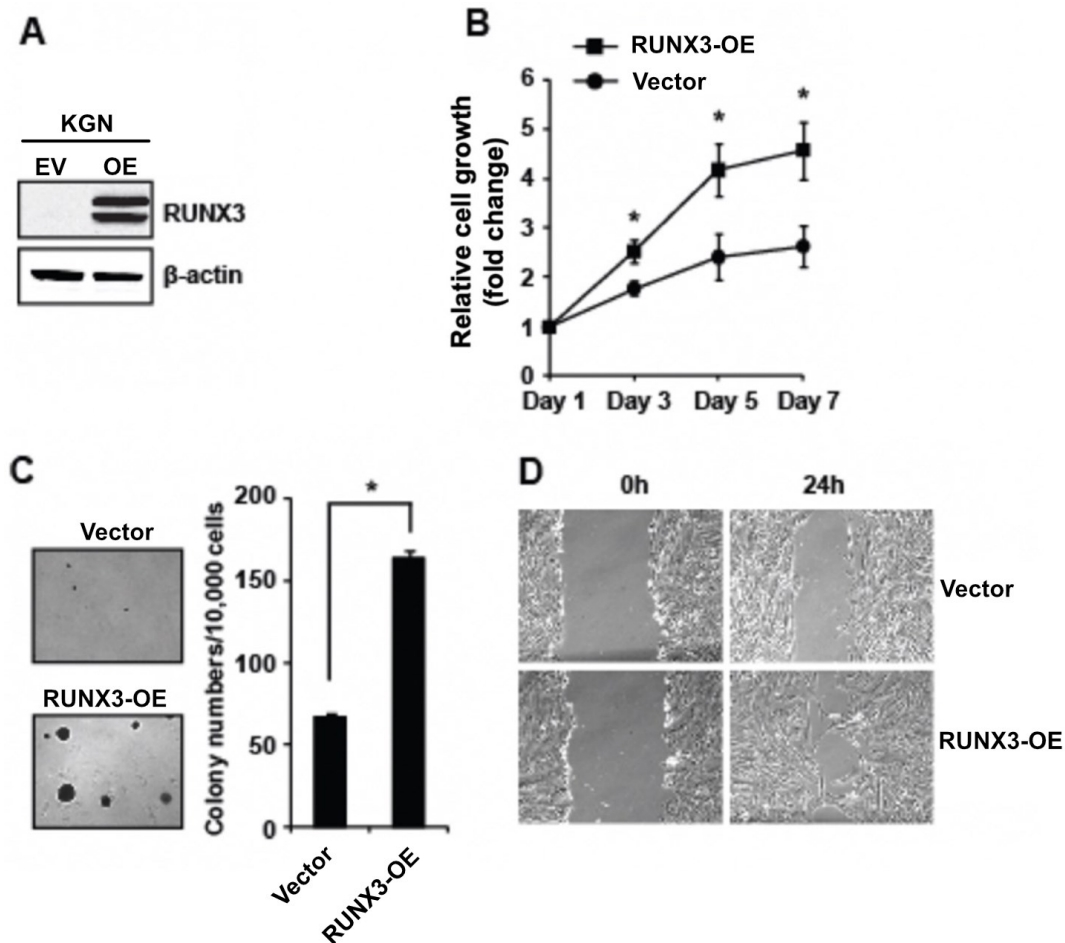 A
KGN
EV OE
RUNX3
β-actin
B
RUNX3-OE
Vector
Relative cell growth
(fold change)
6
5
4
3
2
1
0
*
*
*
Day 1 Day 3 Day 5 Day 7
C
Vector
RUNX3-OE
Colony numbers/10,000 cells
200
150
100
50
0
*
Vector
RUNX3-OE
D
0h 24h
Vector
RUNX3-OE